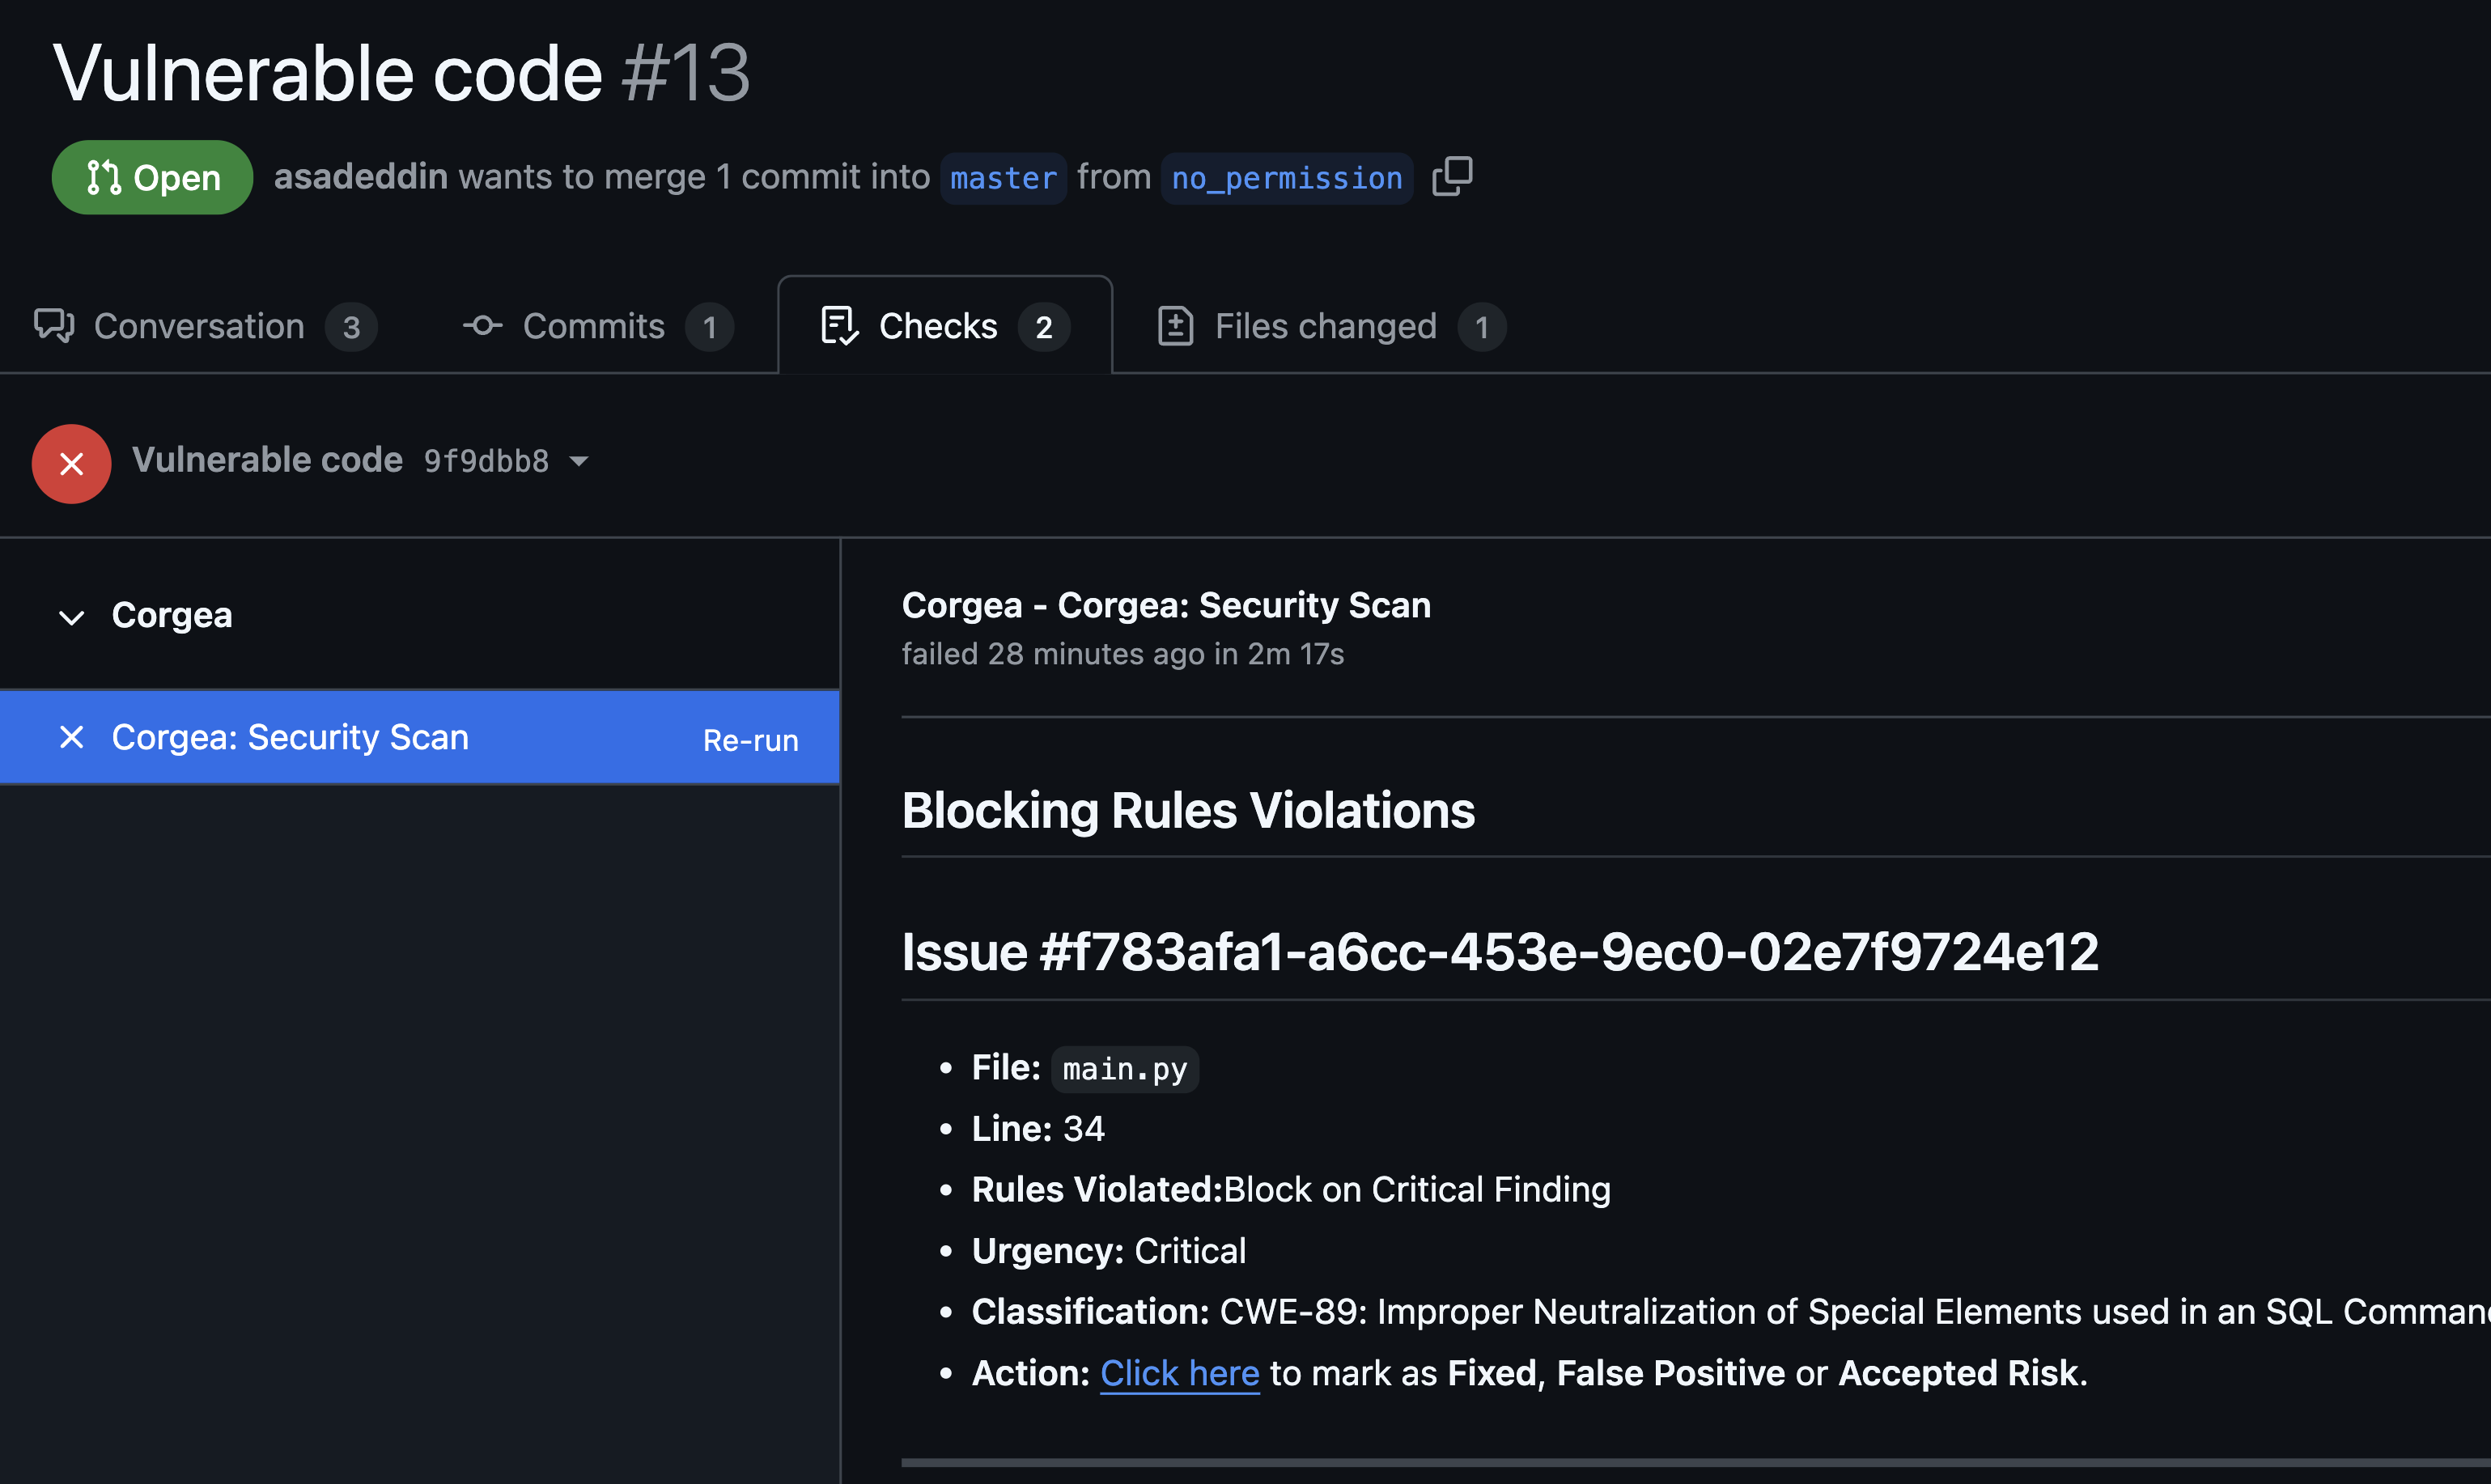 Vulnerable code #13
Open
asadeddin wants to merge 1 commit into master from no_permission
Conversation 3
Commits 1
Checks 2
Files changed 1
Vulnerable code 9f9dbb8
Corgea
Corgea: Security Scan
Re-run
Corgea - Corgea: Security Scan
failed 28 minutes ago in 2m 17s
Blocking Rules Violations
Issue #f783afa1-a6cc-453e-9ec0-02e7f9724e12
File: main.py
Line: 34
Rules Violated:Block on Critical Finding
Urgency: Critical
Classification: CWE-89: Improper Neutralization of Special Elements used in an SQL
Action: Click here to mark as Fixed, False Positive or Accepted Risk.